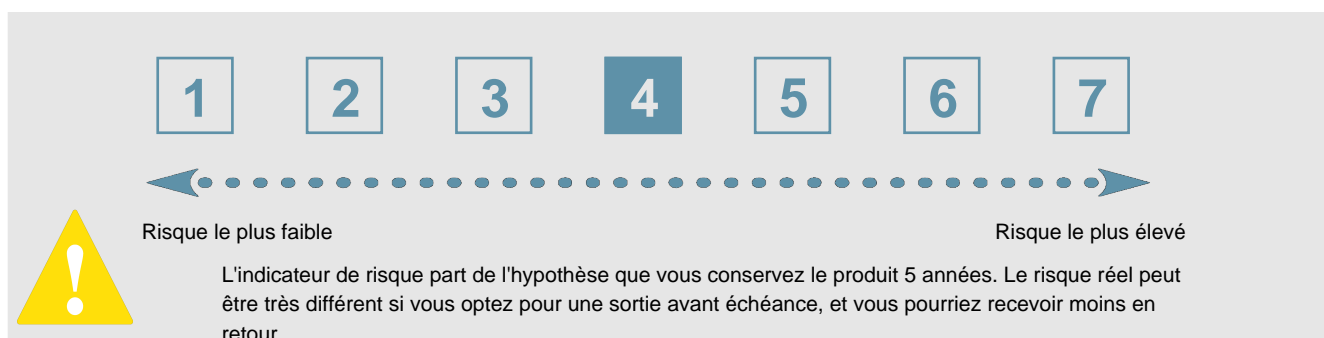 1 2 3 4 5 6 7
Risque le plus faible Risque le plus élevé
L'indicateur de risque part de l'hypothèse que vous conservez le produit 5 années. Le risque réel peut
être très différent si vous optez pour une sortie avant échéance, et vous pourriez recevoir moins en
retour